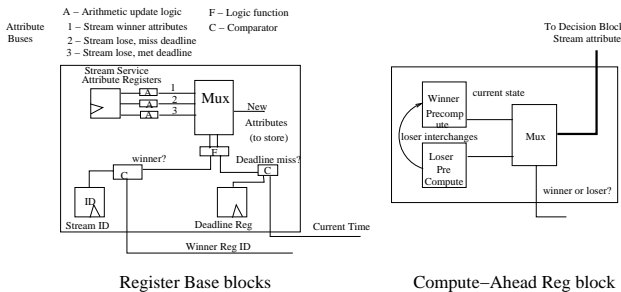 Attribute
Buses
A – Arithmetic update logic
1 – Stream winner attributes
2 – Stream lose, miss deadline
3 – Stream lose, met deadline
F – Logic function
C – Comparator
Stream Service
Attribute Registers
A
A
A
1
2
3
Mux
New
Attributes
(to store)
F
winner?
Deadline miss?
C
C
ID
Stream ID
Deadline Reg
Current Time
Winner Reg ID
Register Base blocks
To Decision Block
Stream attribute
Winner
Precomp
ute
current state
loser interchanges
Loser
Pre
Compute
Mux
winner or loser?
Compute–Ahead Reg block